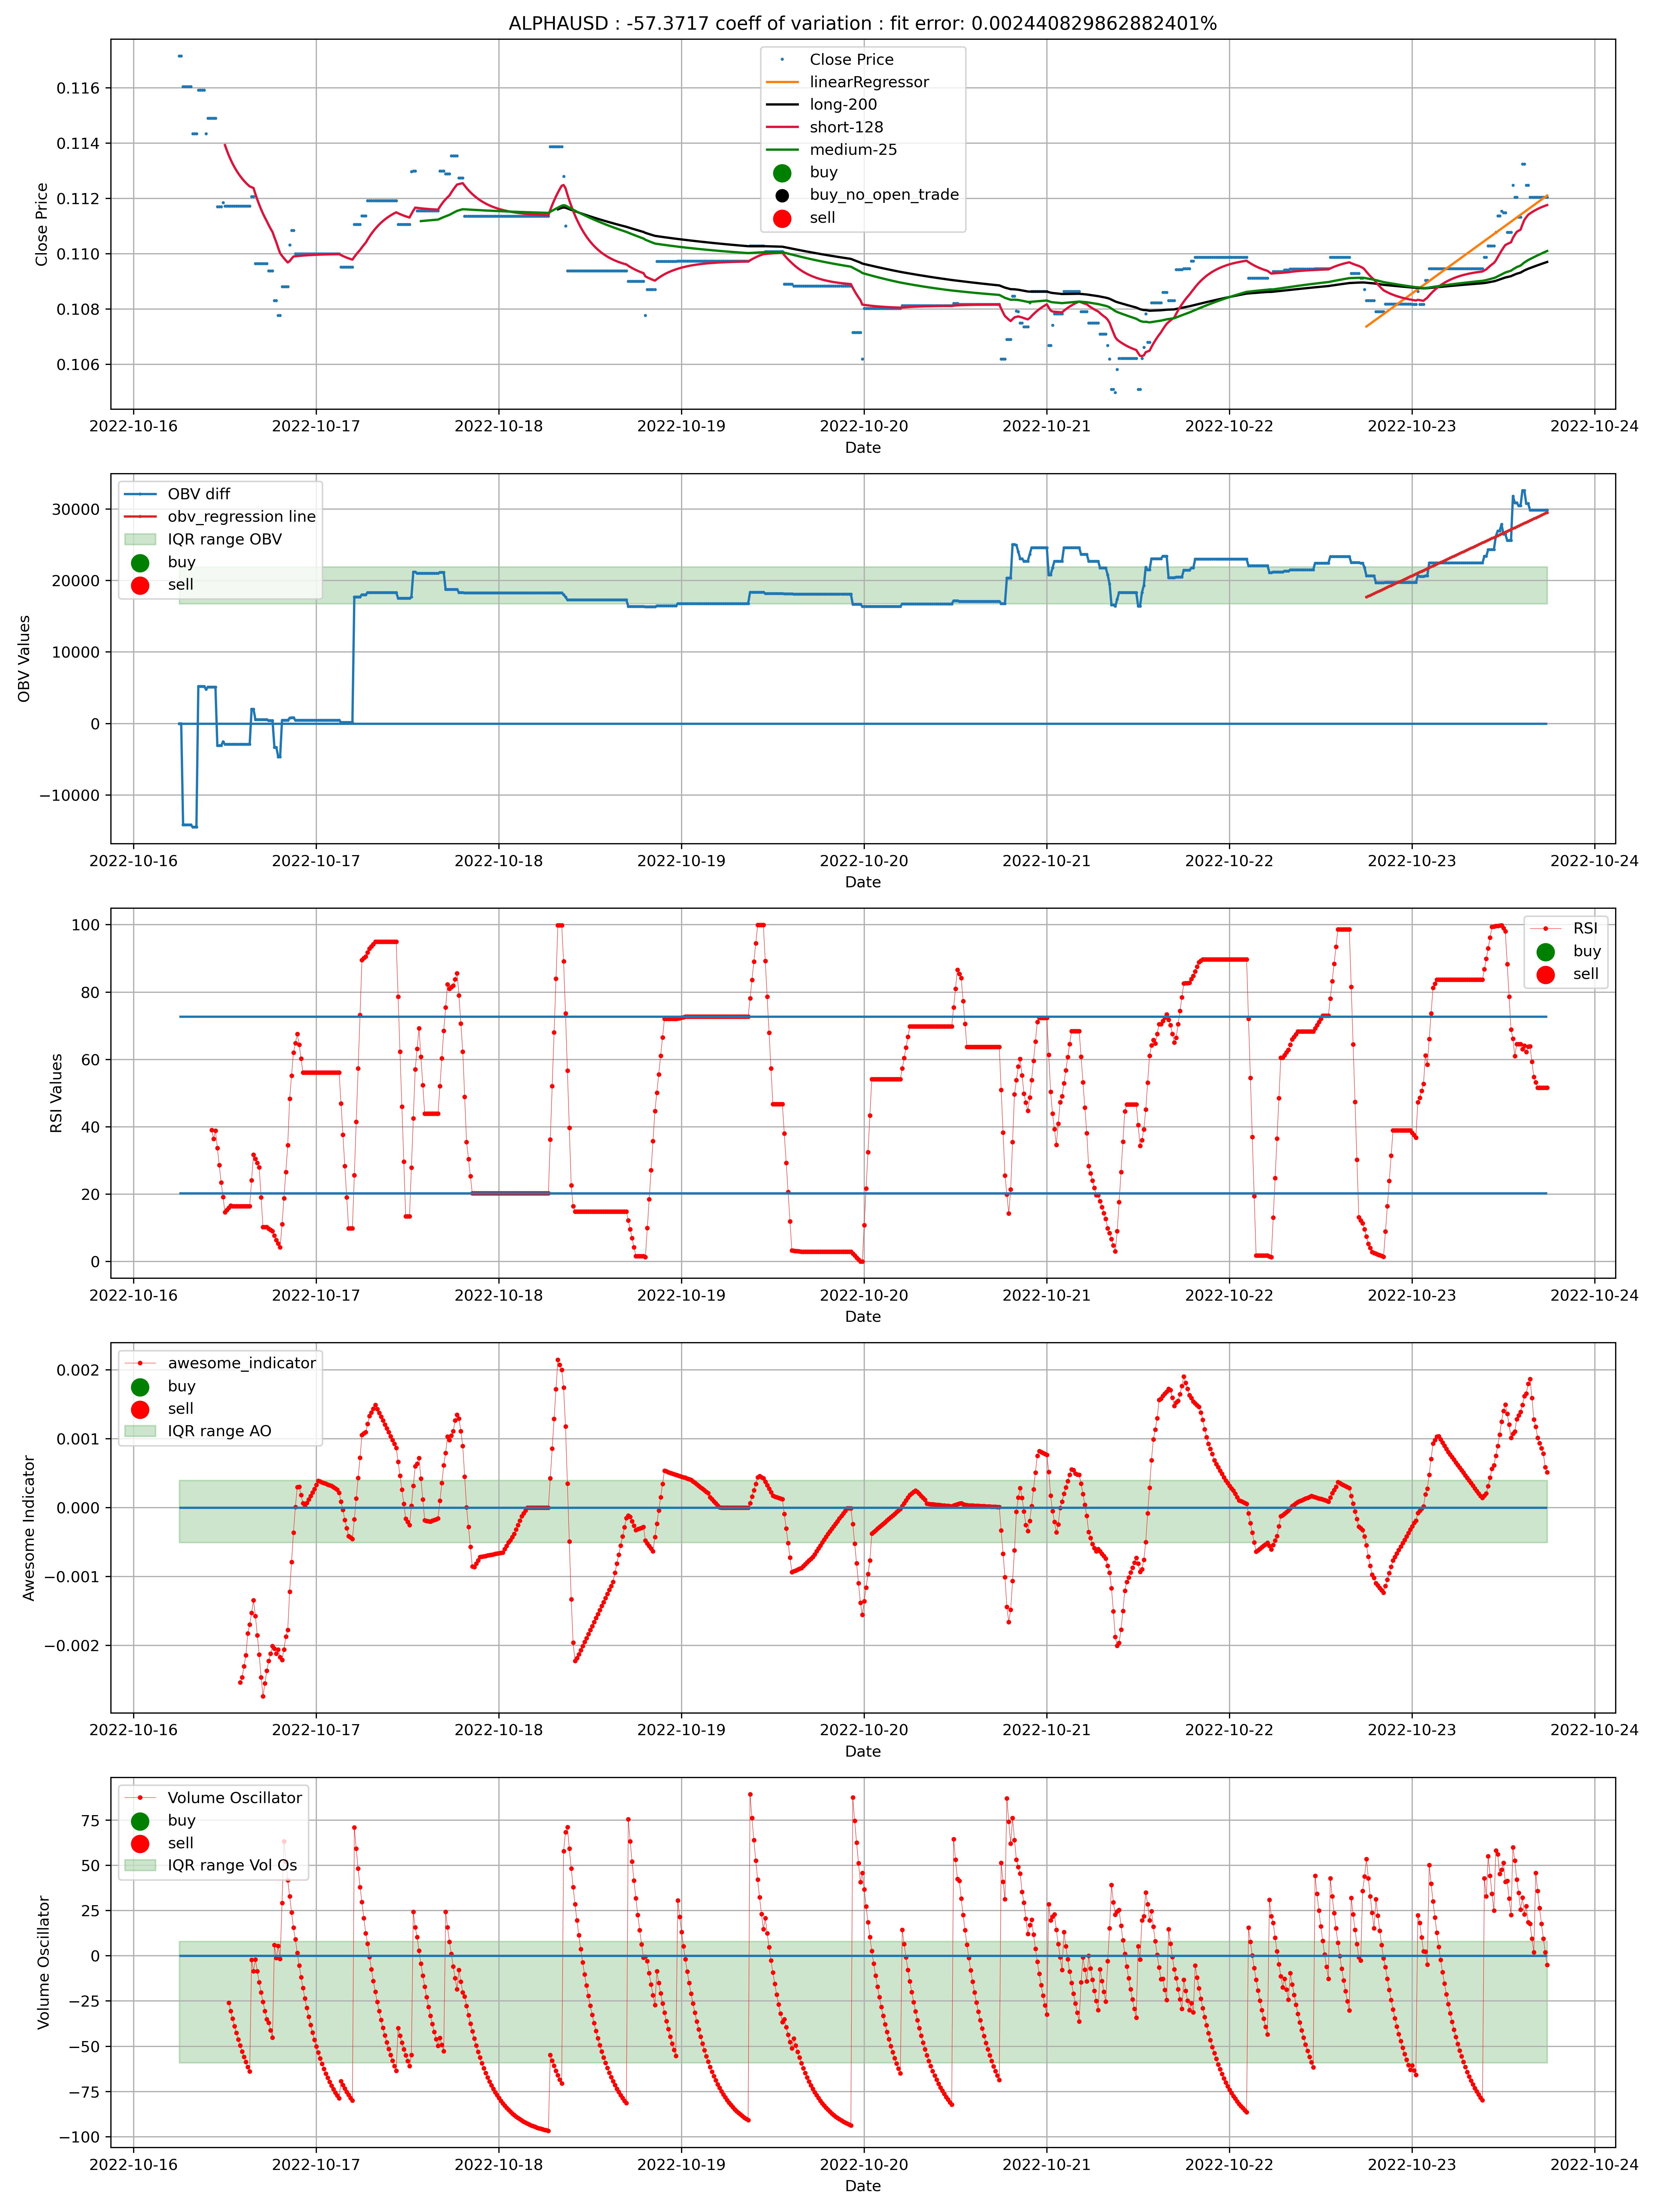 ALPHAUSD : -57.3717 coeff of variation : fit error: 0.002440829862882401%
Close Price
linearRegressor
long-200
short-128
medium-25
buy
buy_no_open_trade
sell
0.116
0.114
0.112
0.110
0.108
0.106
Close Price
2022-10-16 2022-10-17 2022-10-18 2022-10-19 2022-10-20 2022-10-21 2022-10-22 2022-10-23 2022-10-24
Date
OBV diff
obv_regression line
IQR range OBV
buy
sell
30000
20000
10000
0
−10000
OBV Values
2022-10-16 2022-10-17 2022-10-18 2022-10-19 2022-10-20 2022-10-21 2022-10-22 2022-10-23 2022-10-24
Date
RSI
buy
sell
100
80
60
40
20
0
RSI Values
2022-10-16 2022-10-17 2022-10-18 2022-10-19 2022-10-20 2022-10-21 2022-10-22 2022-10-23 2022-10-24
Date
awesome_indicator
buy
sell
IQR range AO
0.002
0.001
0.000
−0.001
−0.002
Awesome Indicator
2022-10-16 2022-10-17 2022-10-18 2022-10-19 2022-10-20 2022-10-21 2022-10-22 2022-10-23 2022-10-24
Date
Volume Oscillator
buy
sell
IQR range Vol Os
75
50
25
0
−25
−50
−75
−100
Volume Oscillator
2022-10-16 2022-10-17 2022-10-18 2022-10-19 2022-10-20 2022-10-21 2022-10-22 2022-10-23 2022-10-24
Date